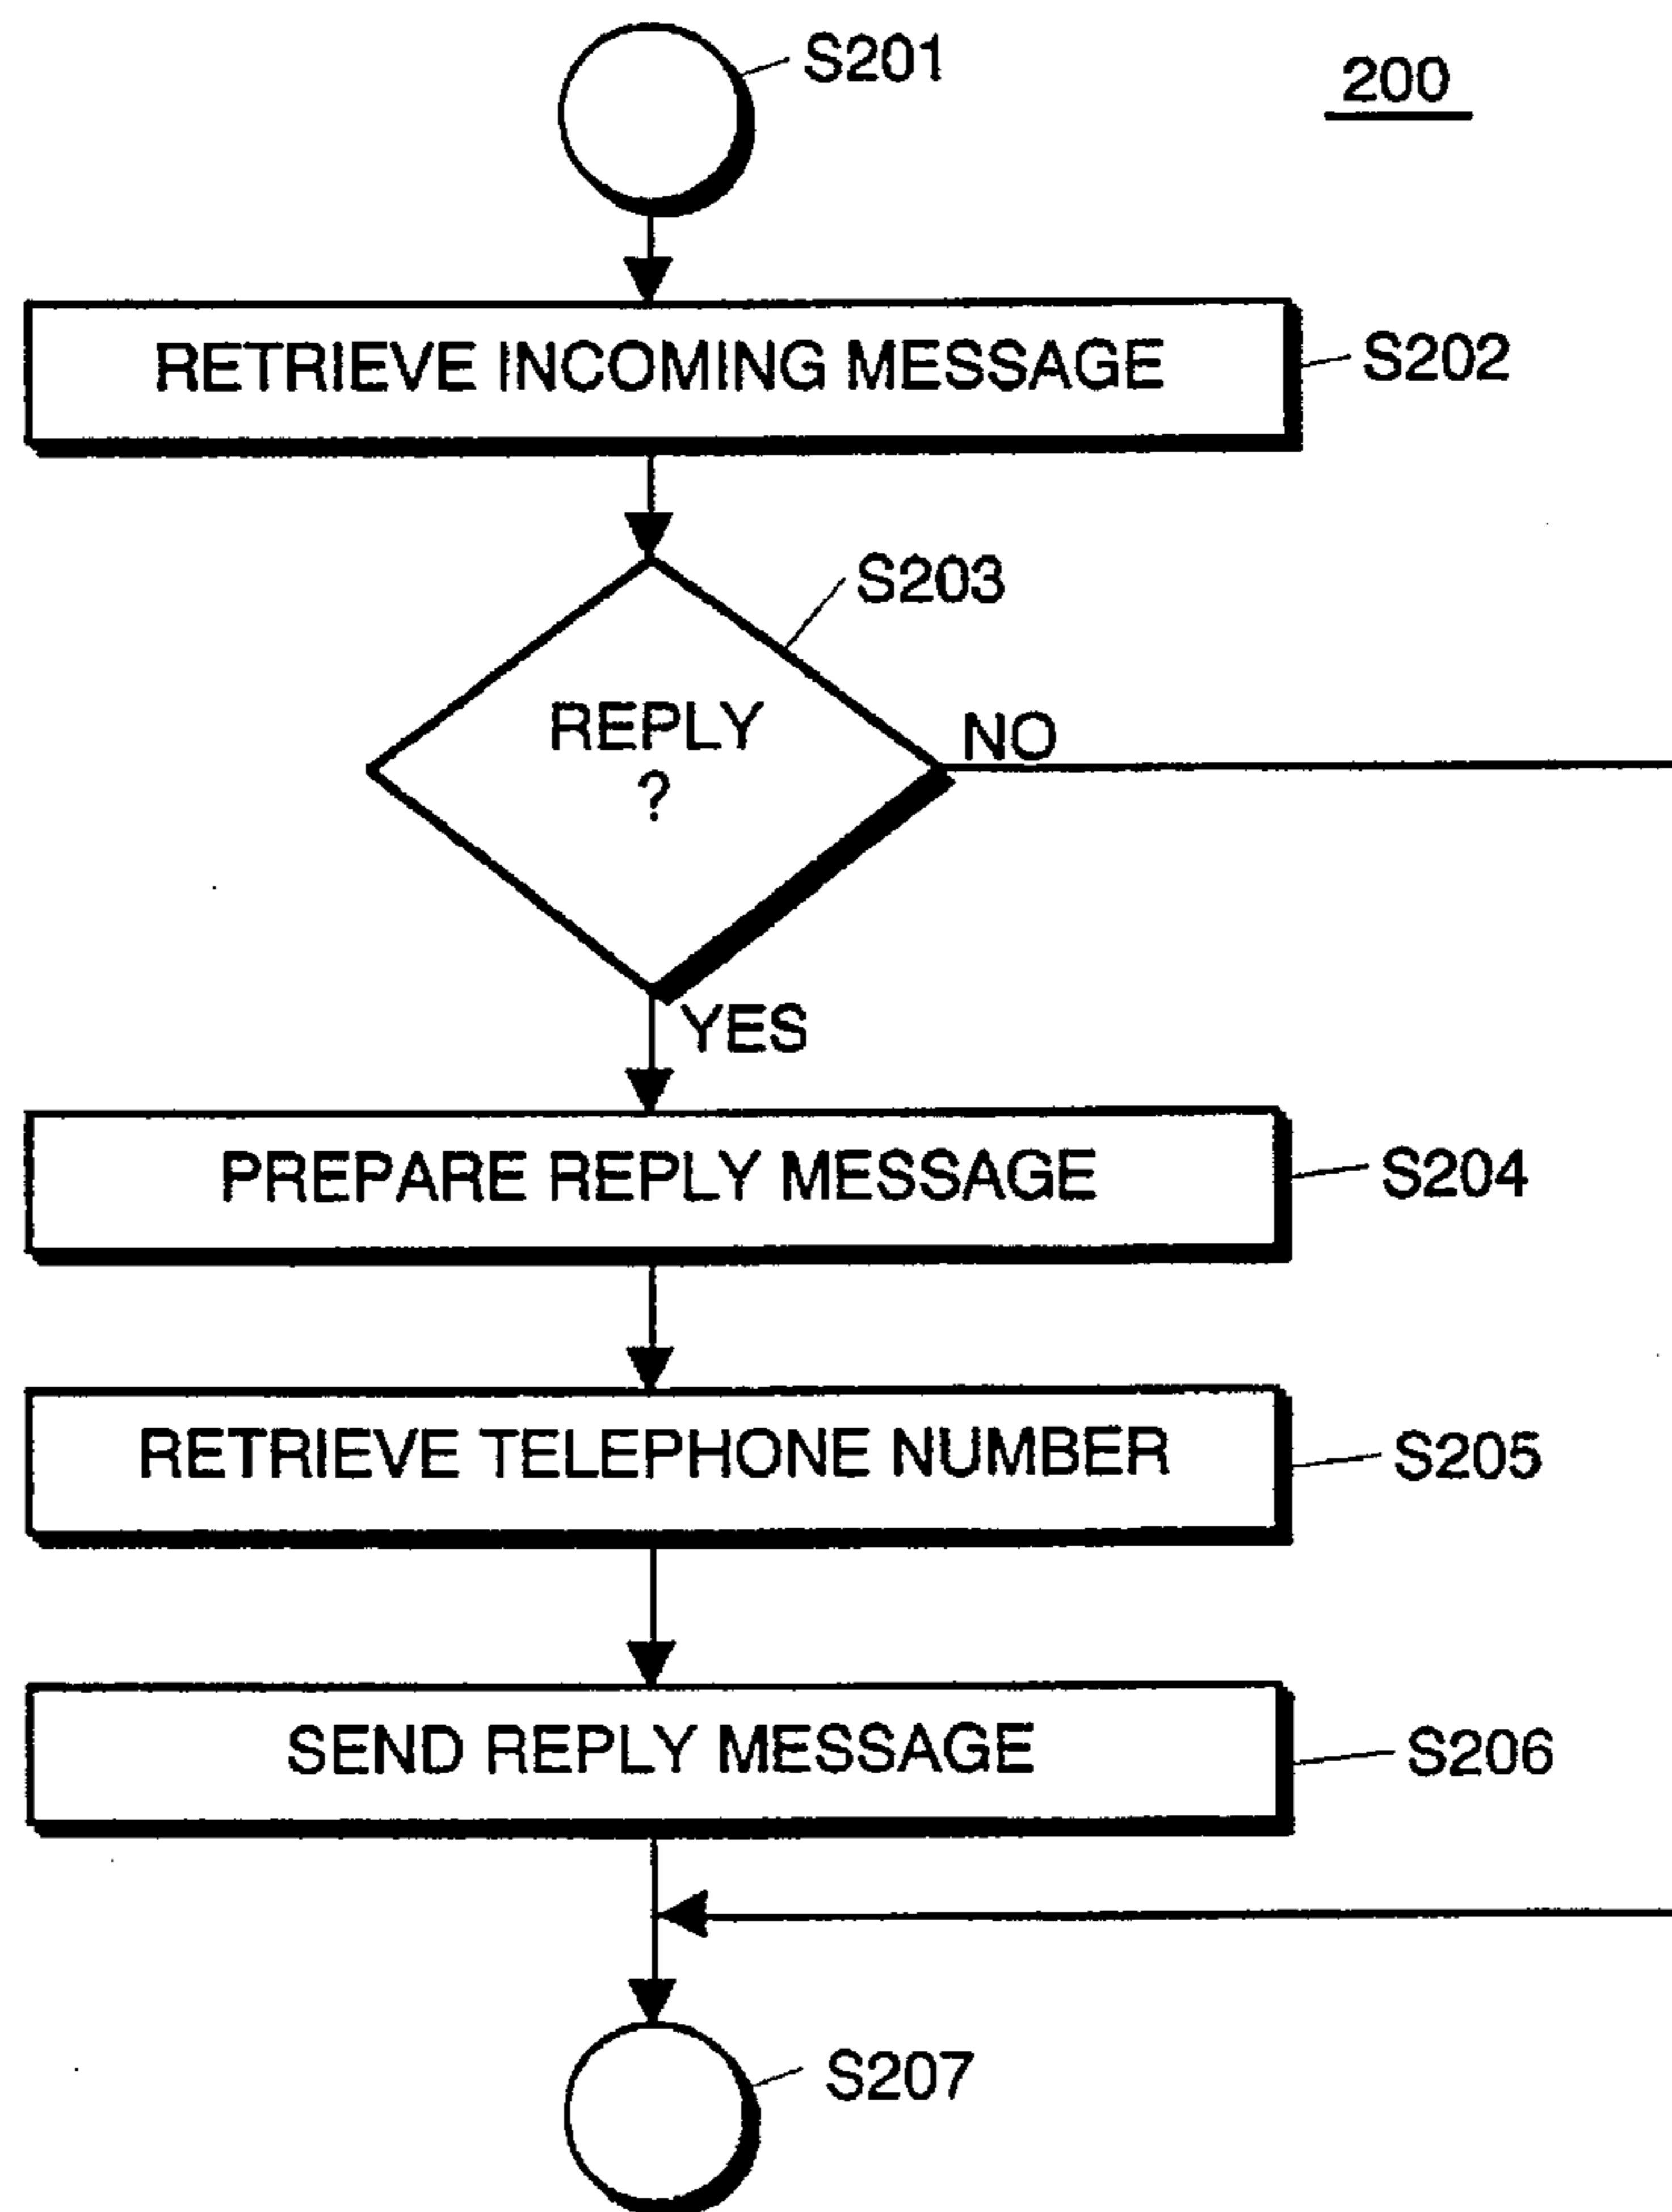 S201
200
RETRIEVE INCOMING MESSAGE
S202
S203
REPLY
?
NO
YES
PREPARE REPLY MESSAGE
S204
RETRIEVE TELEPHONE NUMBER
S205
SEND REPLY MESSAGE
S206
S207